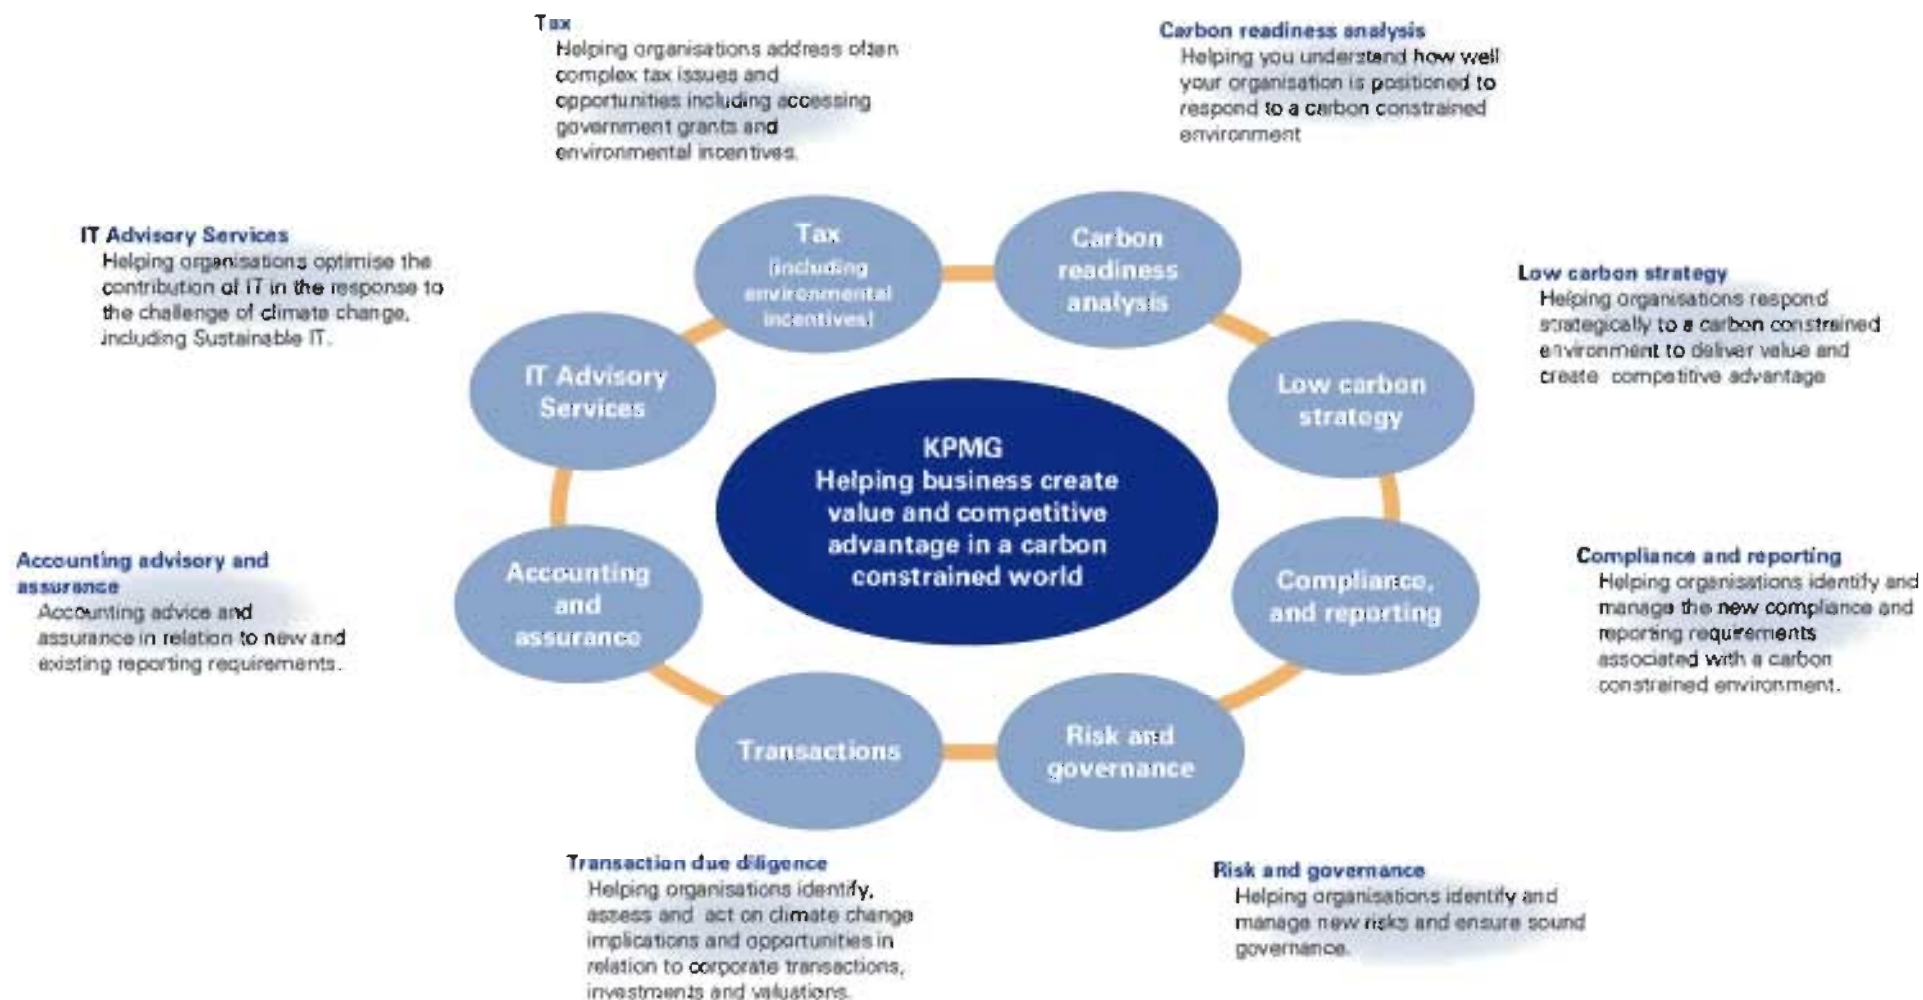 Tax
Helping organisations address often
complex tax issues and
opportunities including accessing
government grants and
environmental incentives.
Carbon readiness analysis
Helping you understand how well
your organisation is positioned to
respond to a carbon constrained
environment
IT Advisory Services
Helping organisations optimise the
contribution of IT in the response to
the challenge of climate change,
including Sustainable IT.
Tax
(including
environmental
incentives)
Carbon
readiness
analysis
Low carbon strategy
Helping organisations respond
strategically to a carbon constrained
environment to deliver value and
create competitive advantage
IT Advisory
Services
Low carbon
strategy
KPMG
Helping business create
value and competitive
advantage in a carbon
constrained world
Accounting advisory and
assurance
Accounting advice and
assurance in relation to new and
existing reporting requirements.
Accounting
and
assurance
Compliance,
and reporting
Compliance and reporting
Helping organisations identify and
manage the new compliance and
reporting requirements
associated with a carbon
constrained environment.
Transactions
Risk and
governance
Transaction due diligence
Helping organisations identify,
assess and act on climate change
implications and opportunities in
relation to corporate transactions,
investments and valuations.
Risk and governance
Helping organisations identify and
manage new risks and ensure sound
governance.